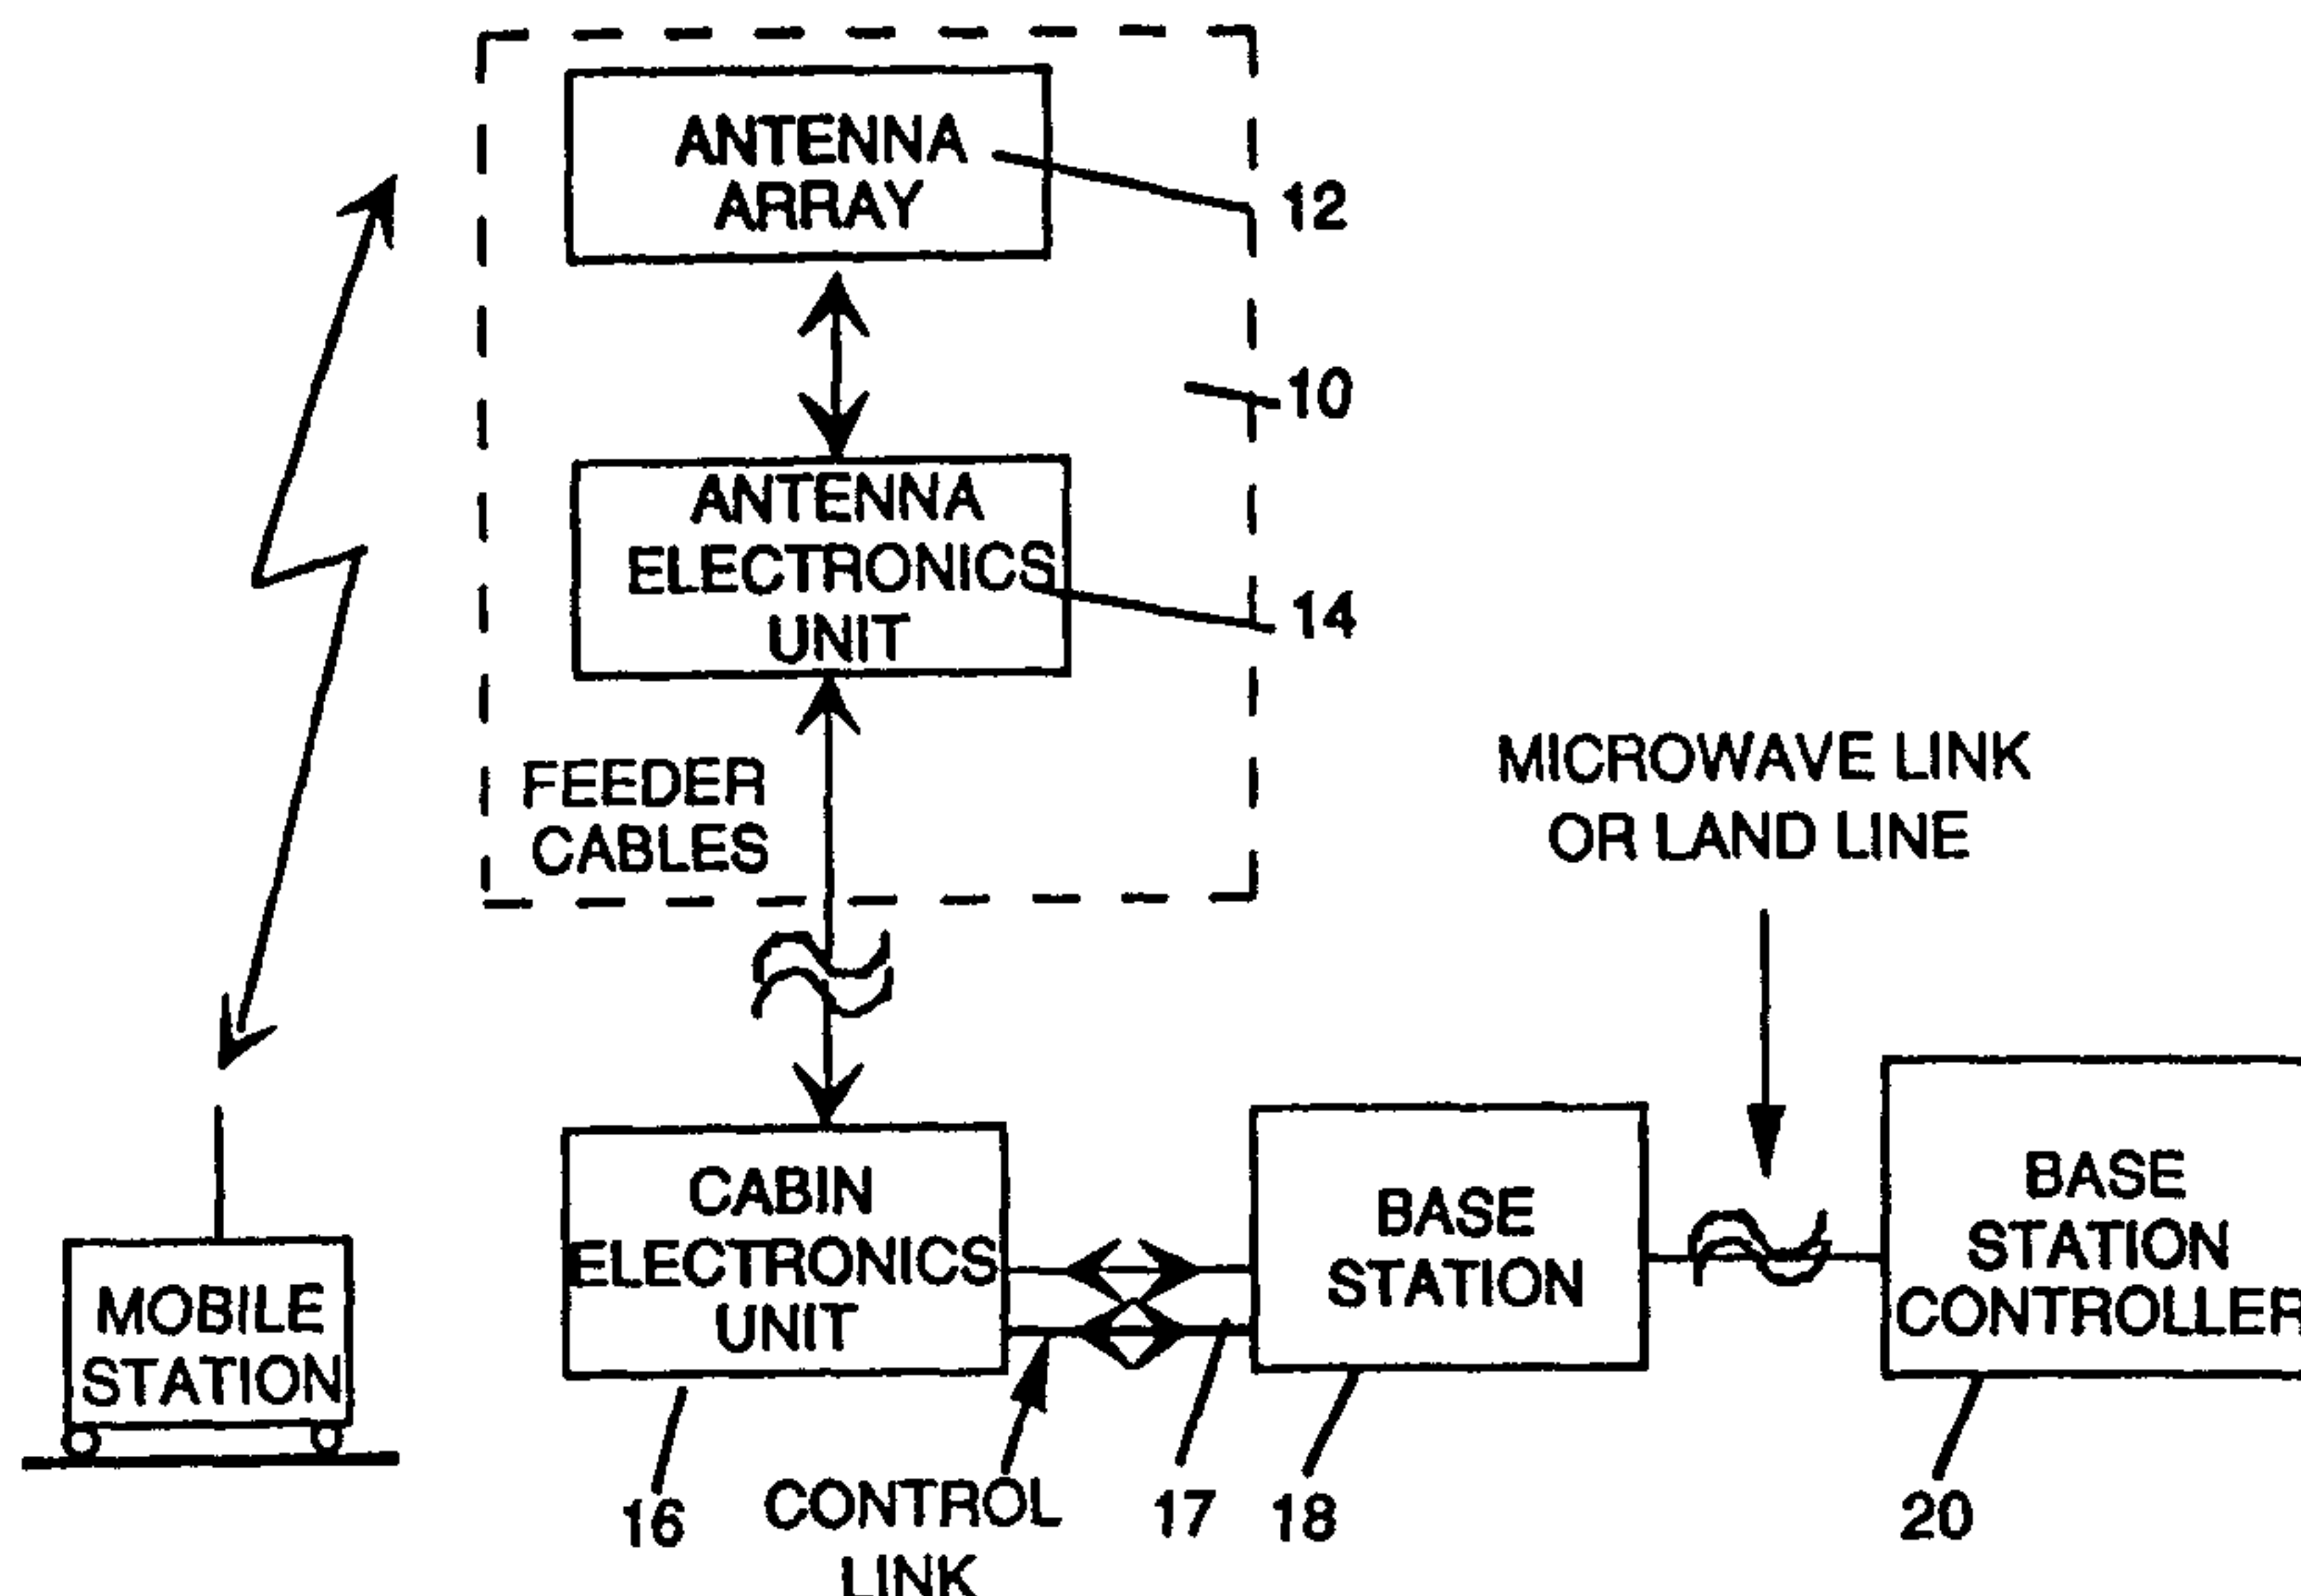 ANTENNA
ARRAY
12
10
ANTENNA
ELECTRONICS
UNIT
14
FEEDER
CABLES
MICROWAVE LINK
OR LAND LINE
MOBILE
STATION
CABIN
ELECTRONICS
UNIT
BASE
STATION
BASE
STATION
CONTROLLER
16
CONTROL
LINK
17
18
20